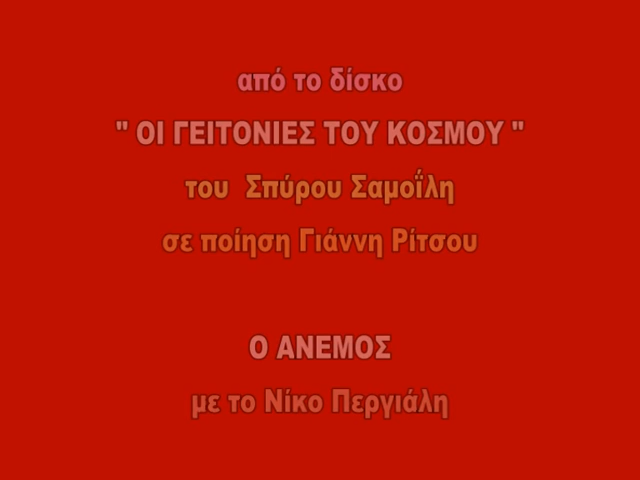 από το δίσκο
" ΟΙ ΓΕΙΤΟΝΙΕΣ ΤΟΥ ΚΟΣΜΟΥ "
του Σπύρου Σαμοΐλη
σε ποίηση Γιάννη Ρίτσου
Ο ΑΝΕΜΟΣ
με το Νίκο Περγιάλη